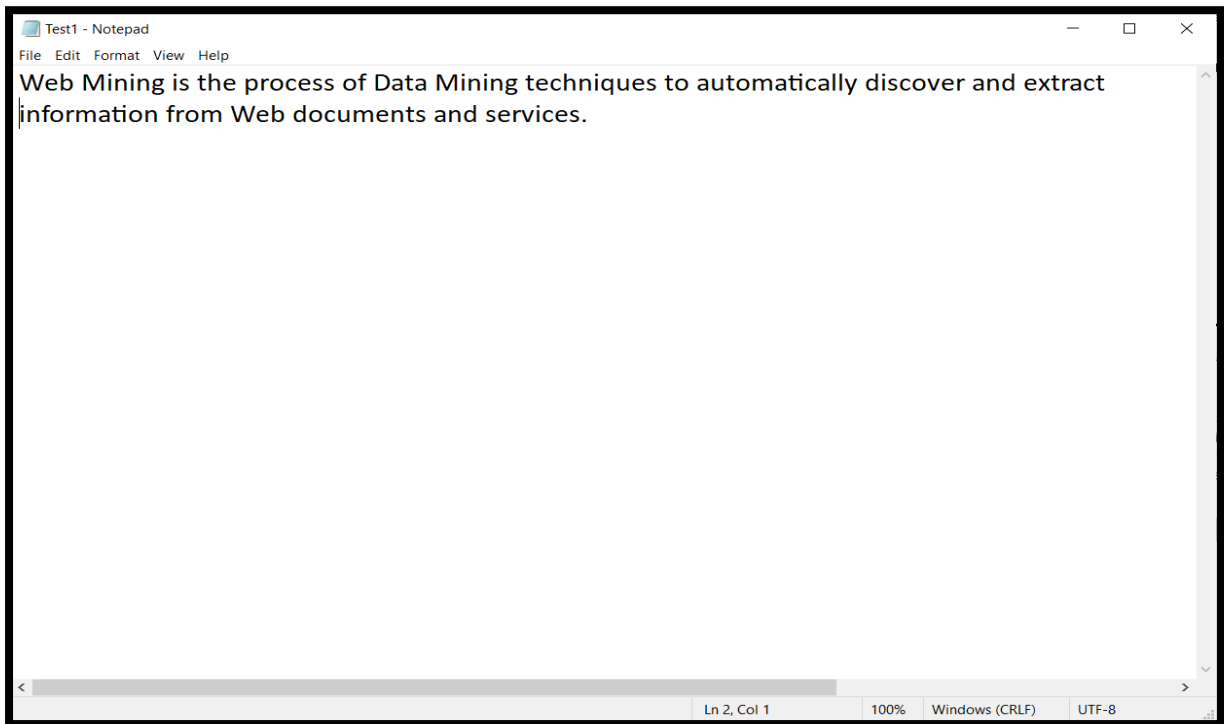 Test1 - Notepad
File Edit Format View Help
Web Mining is the process of Data Mining techniques to automatically discover and extract
information from Web documents and services.
Ln 2, Col 1 100% Windows (CRLF) UTF-8